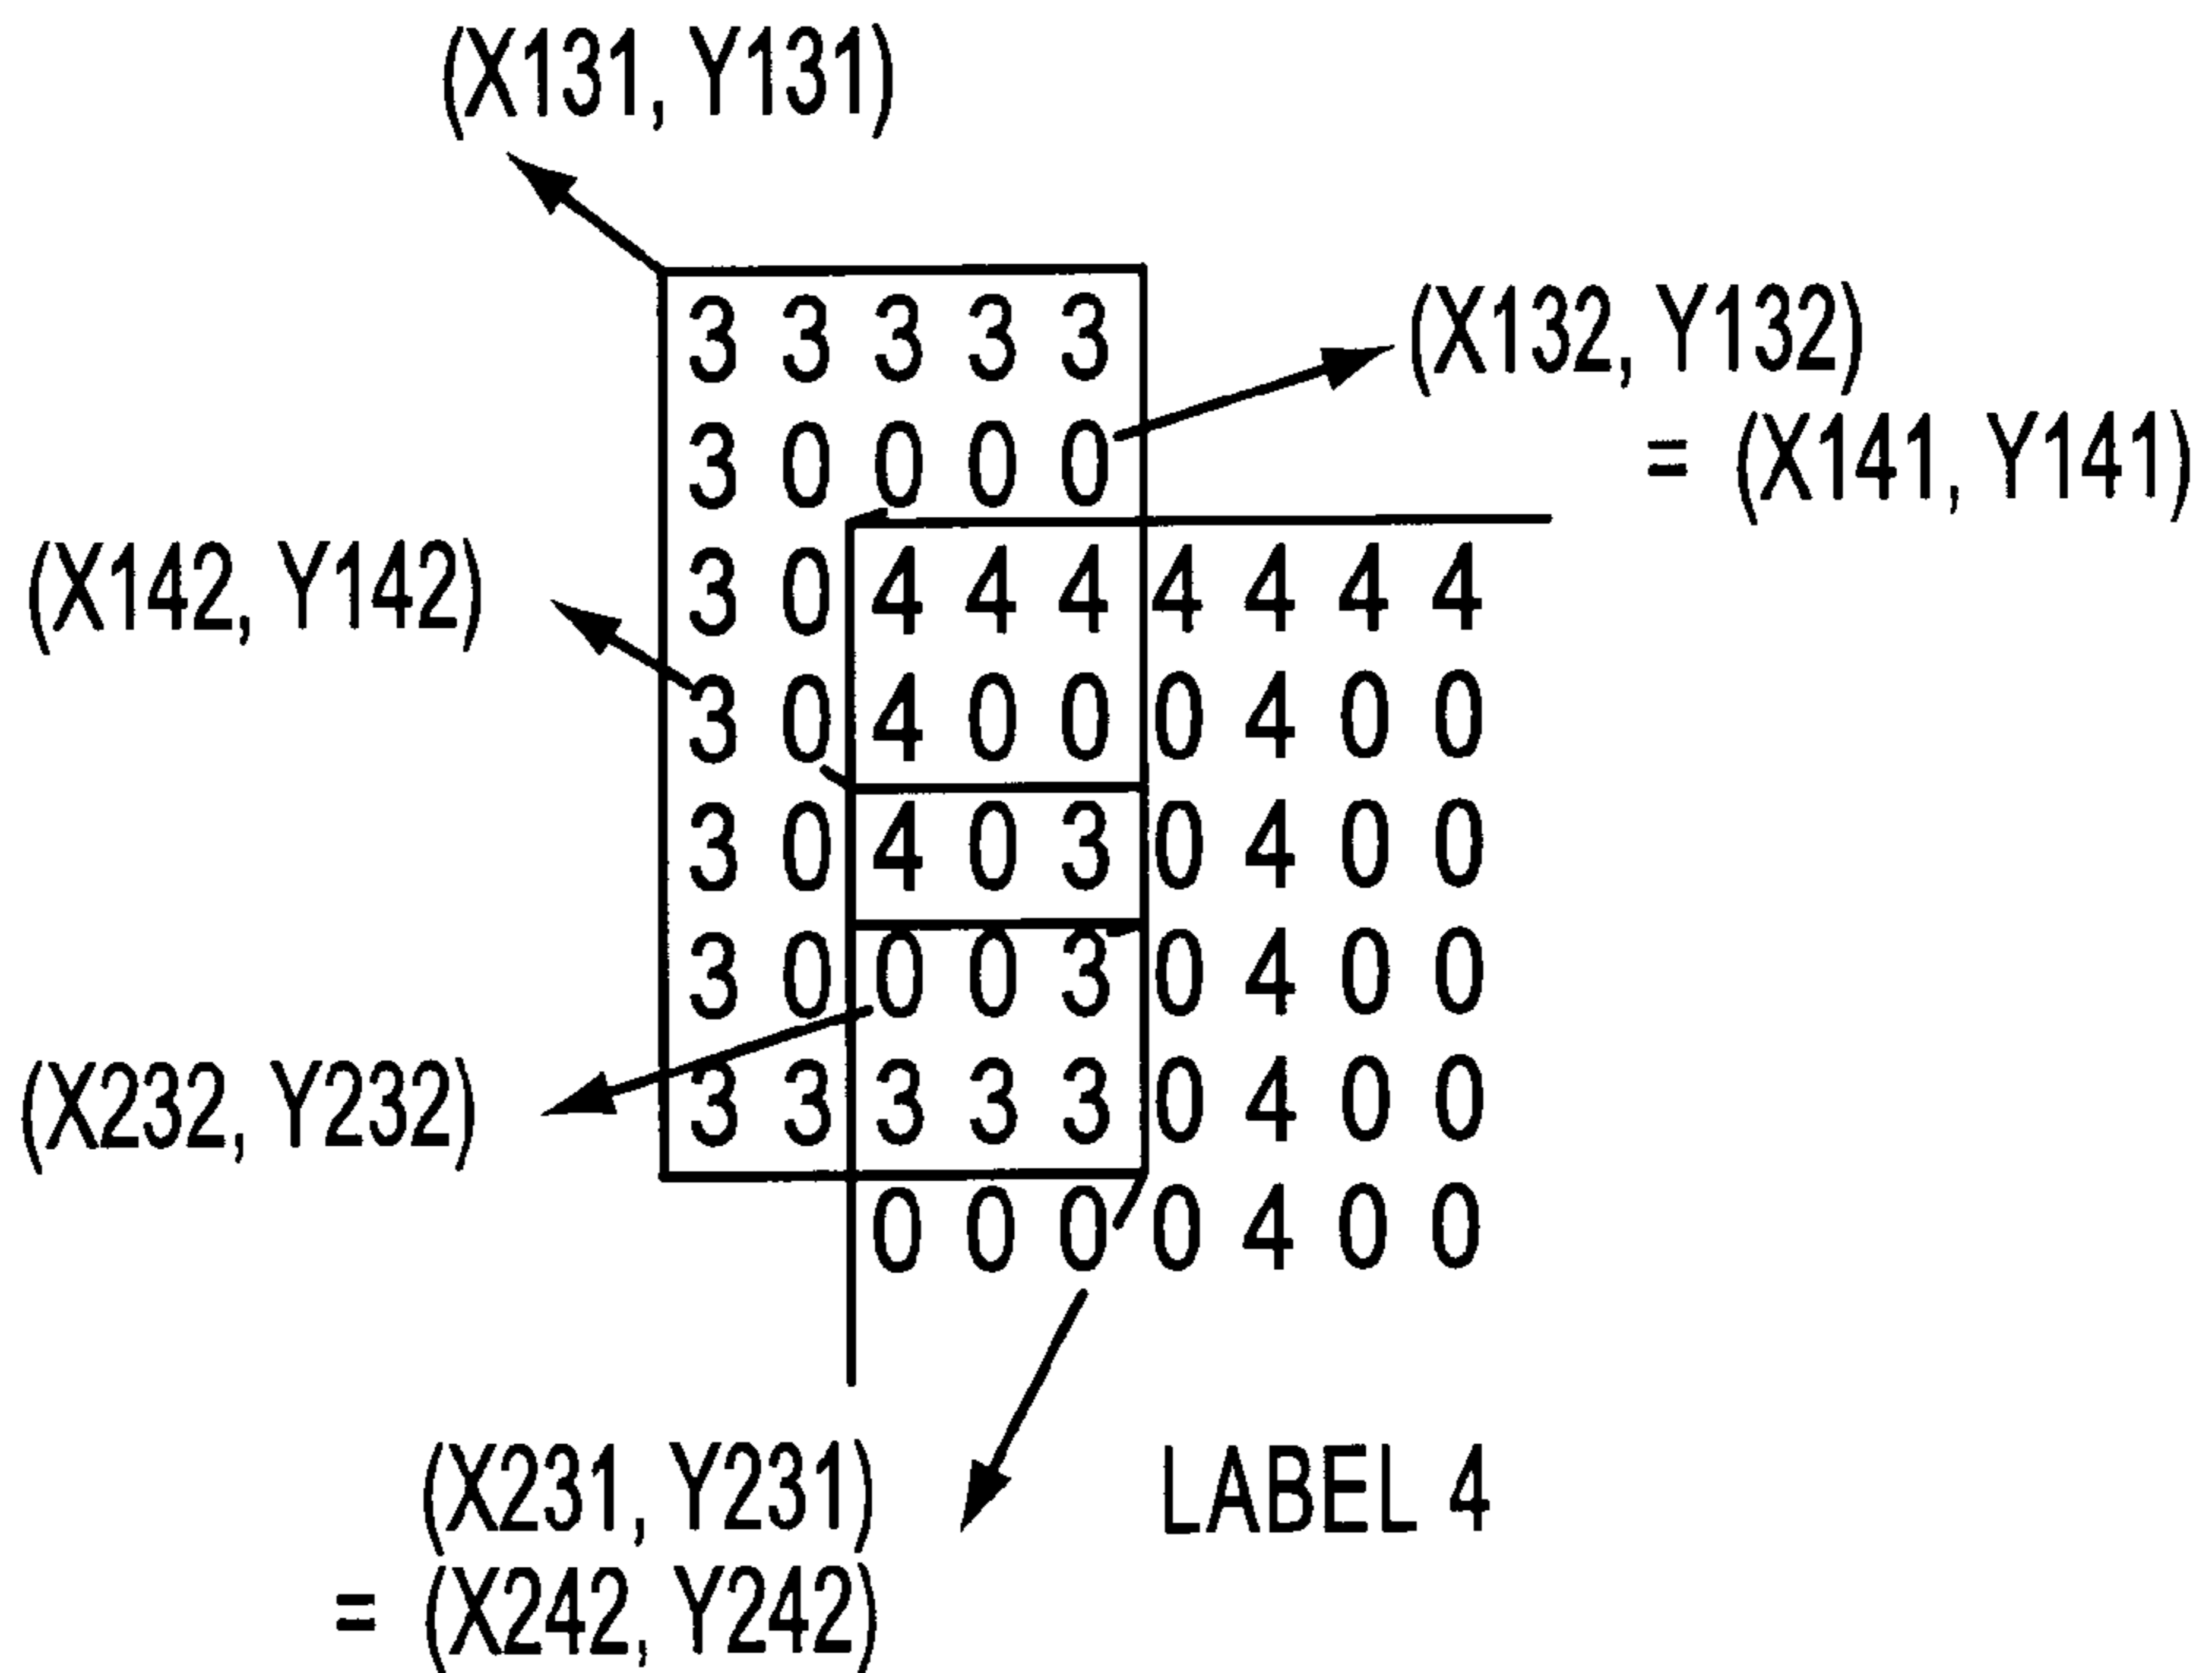 (X131, Y131)
3 3 3 3 3
(X132, Y132)
3 0 0 0 0
= (X141, Y141)
(X142, Y142)
3 0 4 4 4 4 4 4 4
3 0 4 0 0 0 4 0 0
3 0 4 0 3 0 4 0 0
3 0 0 0 3 0 4 0 0
(X232, Y232)
3 3 3 3 3 0 4 0 0
0 0 0 0 4 0 0
(X231, Y231)
LABEL 4
= (X242, Y242)